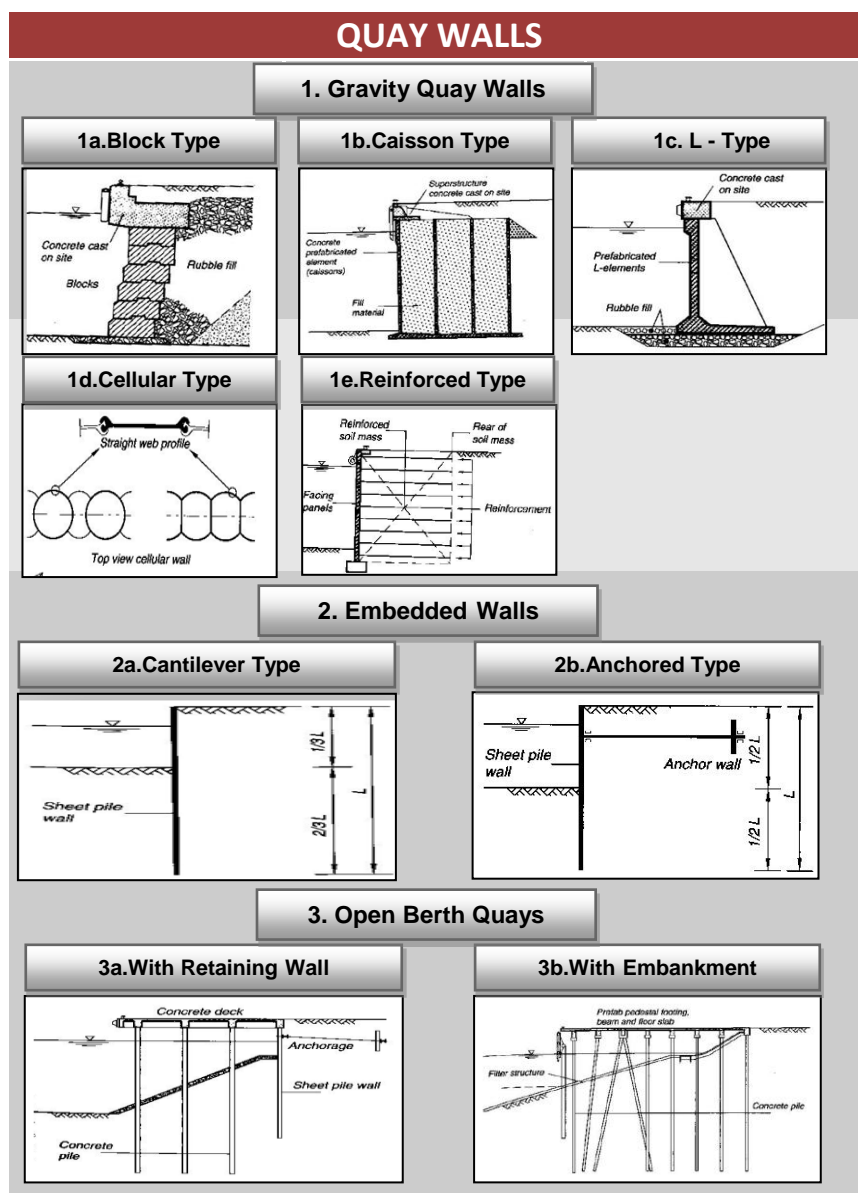 QUAY WALLS
1. Gravity Quay Walls
1a.Block Type
1b.Caisson Type
1c. L - Type
Concrete cast
on site
Blocks
Rubble fill
Superstructure
concrete cast on site
Concrete
prefabricated
element
(caissons)
Fill
material
Concrete cast
on site
Prefabricated
L-elements
Rubble fill
1d.Cellular Type
1e.Reinforced Type
Straight web profile
Top view cellular wall
Reinforced
soil mass
Rear of
soil mass
Facing
panels
Reinforcement
2. Embedded Walls
2a.Cantilever Type
2b.Anchored Type
Sheet pile
wall
1/3 L
2/3 L
L
Sheet pile
wall
Anchor wall
1/2 L
1/2 L
L
3. Open Berth Quays
3a.With Retaining Wall
3b.With Embankment
Concrete deck
Anchorage
Sheet pile wall
Concrete
pile
Prefab pedestal footing,
beam and floor slab
Filter structure
Concrete pile